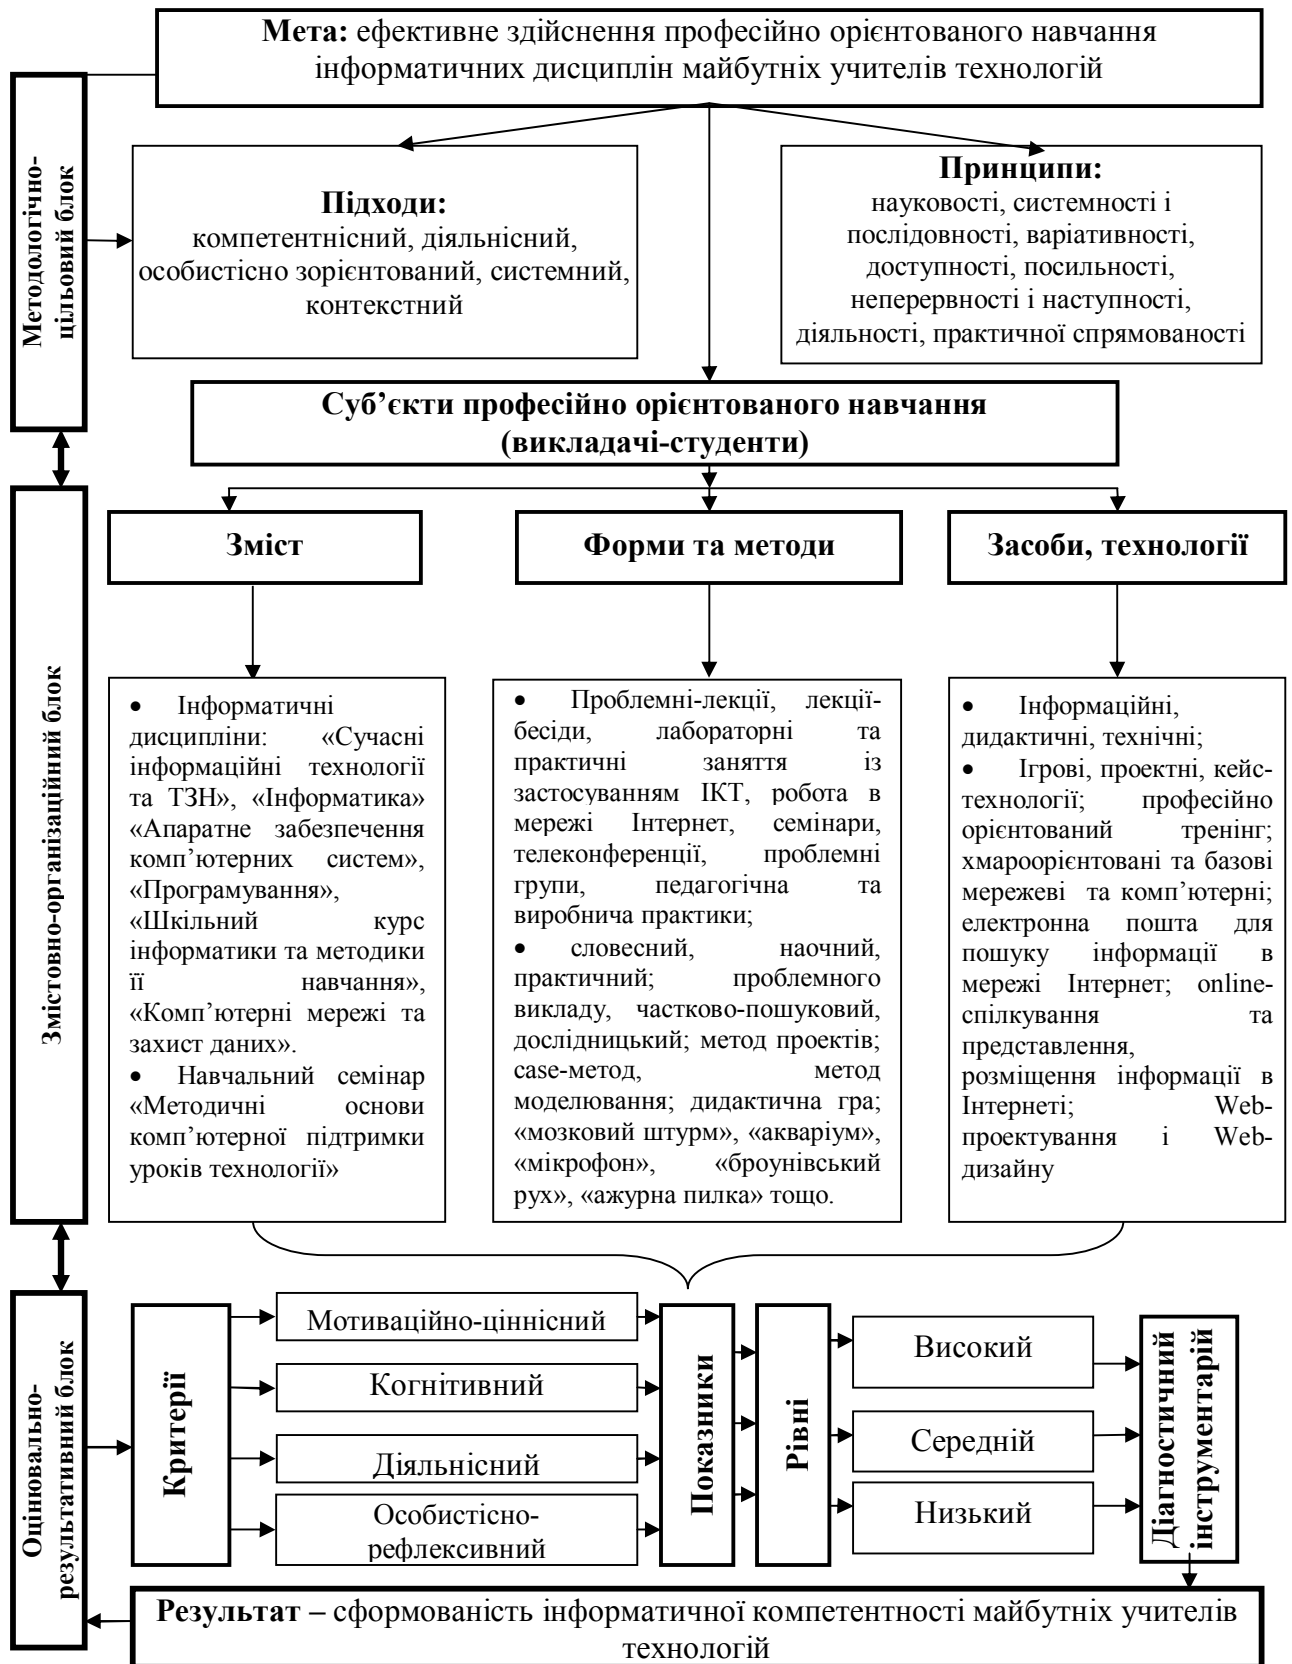 Мета: ефективне здійснення професійно орієнтованого навчання
інформатичних дисциплін майбутніх учителів технологій
Методологічно-
цільовий блок
Підходи:
компетентнісний, діяльнісний,
особистісно зорієнтований, системний,
контекстний
Принципи:
науковості, системності і
послідовності, варіативності,
доступності, посильності,
неперервності і наступності,
діяльності, практичної спрямованості
Суб’єкти професійно орієнтованого навчання
(викладачі-студенти)
Змістовно-організаційний блок
Зміст
Форми та методи
Засоби, технології
• Інформатичні
дисципліни: «Сучасні
інформаційні технології
та ТЗН», «Інформатика»
«Апаратне забезпечення
комп’ютерних систем»,
«Програмування»,
«Шкільний курс
інформатики та методики
її навчання»,
«Комп’ютерні мережі та
захист даних».
• Навчальний семінар
«Методичні основи
комп’ютерної підтримки
уроків технології»
• Проблемні-лекції, лекції-
бесіди, лабораторні та
практичні заняття із
застосуванням ІКТ, робота в
мережі Інтернет, семінари,
телеконференції, проблемні
групи, педагогічна та
виробнича практики;
• словесний, наочний,
практичний; проблемного
викладу, частково-пошуковий,
дослідницький; метод проектів;
case-метод, метод
моделювання; дидактична гра;
«мозковий штурм», «акваріум»,
«мікрофон», «броунівський
рух», «ажурна пилка» тощо.
• Інформаційні,
дидактичні, технічні;
• Ігрові, проектні, кейс-
технології; професійно
орієнтований тренінг;
хмароорієнтовані та базові
мережеві та комп’ютерні;
електронна пошта для
пошуку інформації в
мережі Інтернет; online-
спілкування та
представлення,
розміщення інформації в
Інтернеті; Web-
проектування і Web-
дизайну
Оцінювально-
результативний блок
Критерії
Мотиваційно-ціннісний
Когнітивний
Діяльнісний
Особистісно-
рефлексивний
Показники
Рівні
Високий
Середній
Низький
Діагностичний
інструментарій
Результат – сформованість інформатичної компетентності майбутніх учителів
технологій